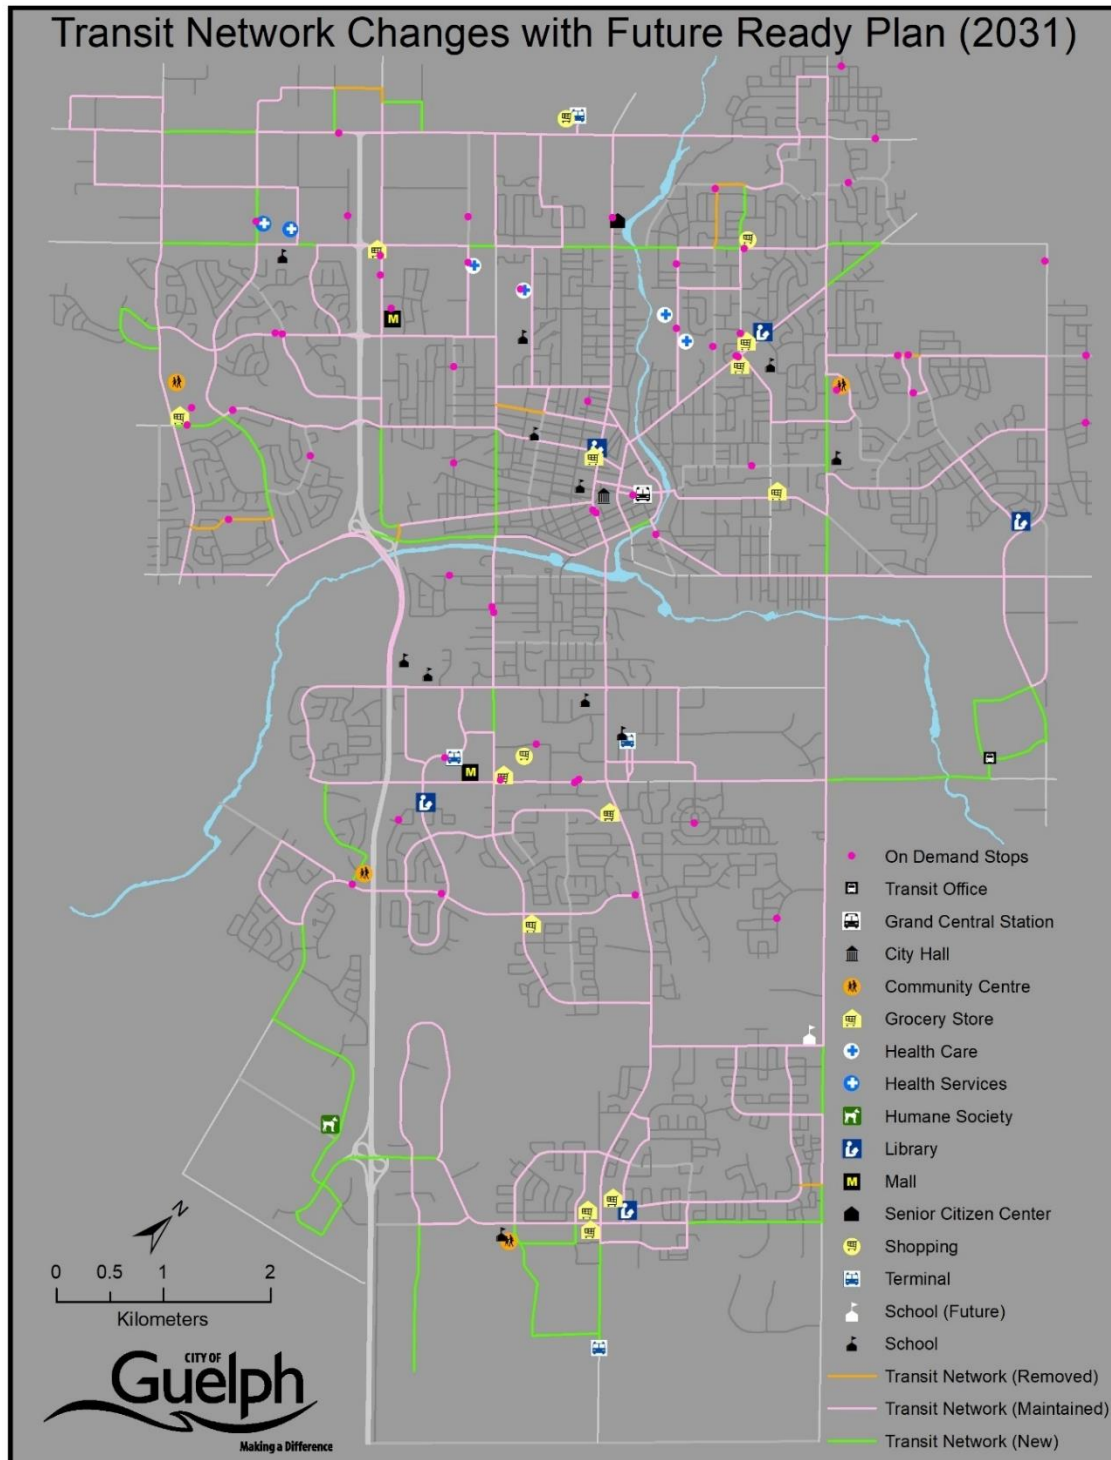 Transit Network Changes with Future Ready Plan (2031)
M
M
On Demand Stops
Transit Office
Grand Central Station
City Hall
Community Centre
Grocery Store
Health Care
Health Services
Humane Society
Library
M Mall
Senior Citizen Center
Shopping
Terminal
School (Future)
School
Transit Network (Removed)
Transit Network (Maintained)
Transit Network (New)
N
0 0.5 1 2
Kilometers
CITY OF
Guelph
Making a Difference